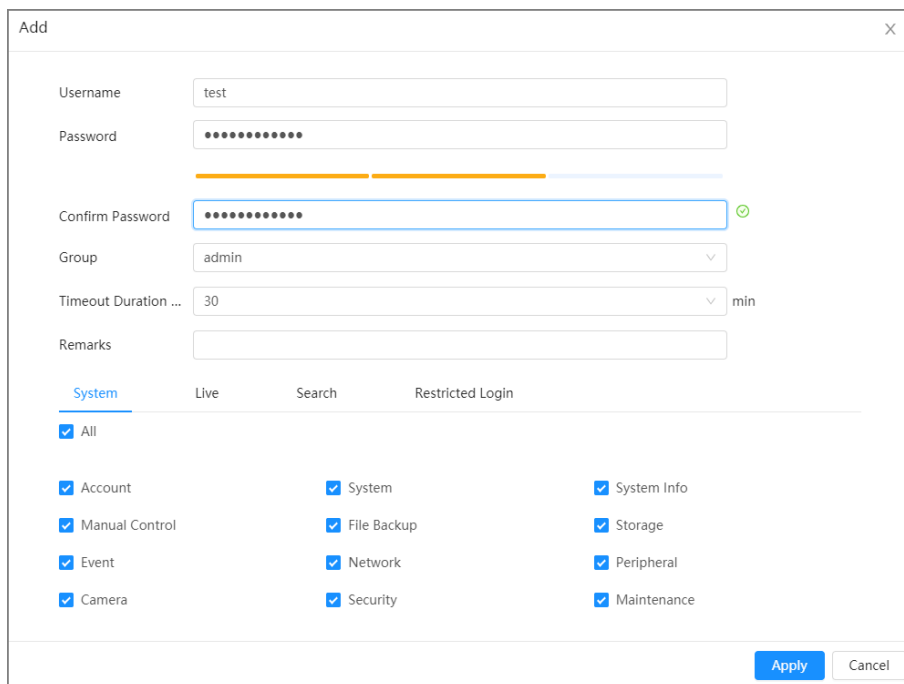 Add
Username test
Password ••••••••••••
Confirm Password ••••••••••••
Group admin
Timeout Duration ... 30 min
Remarks
System Live Search Restricted Login
All
Account System System Info
Manual Control File Backup Storage
Event Network Peripheral
Camera Security Maintenance
Apply Cancel